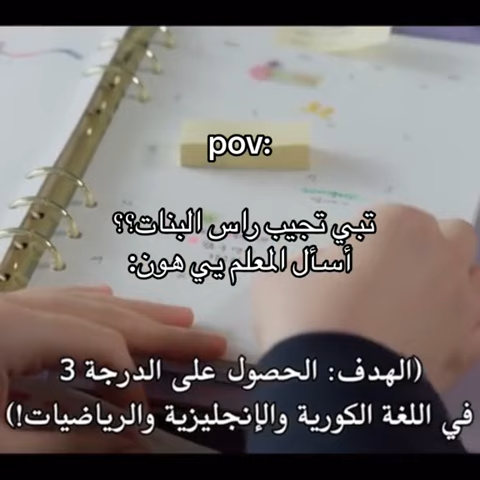 pov:
تبي تجيب راس البنات؟؟
أسأل المعلم يي هون:
(الهدف: الحصول على الدرجة 3
في اللغة الكورية والإنجليزية والرياضيات!)